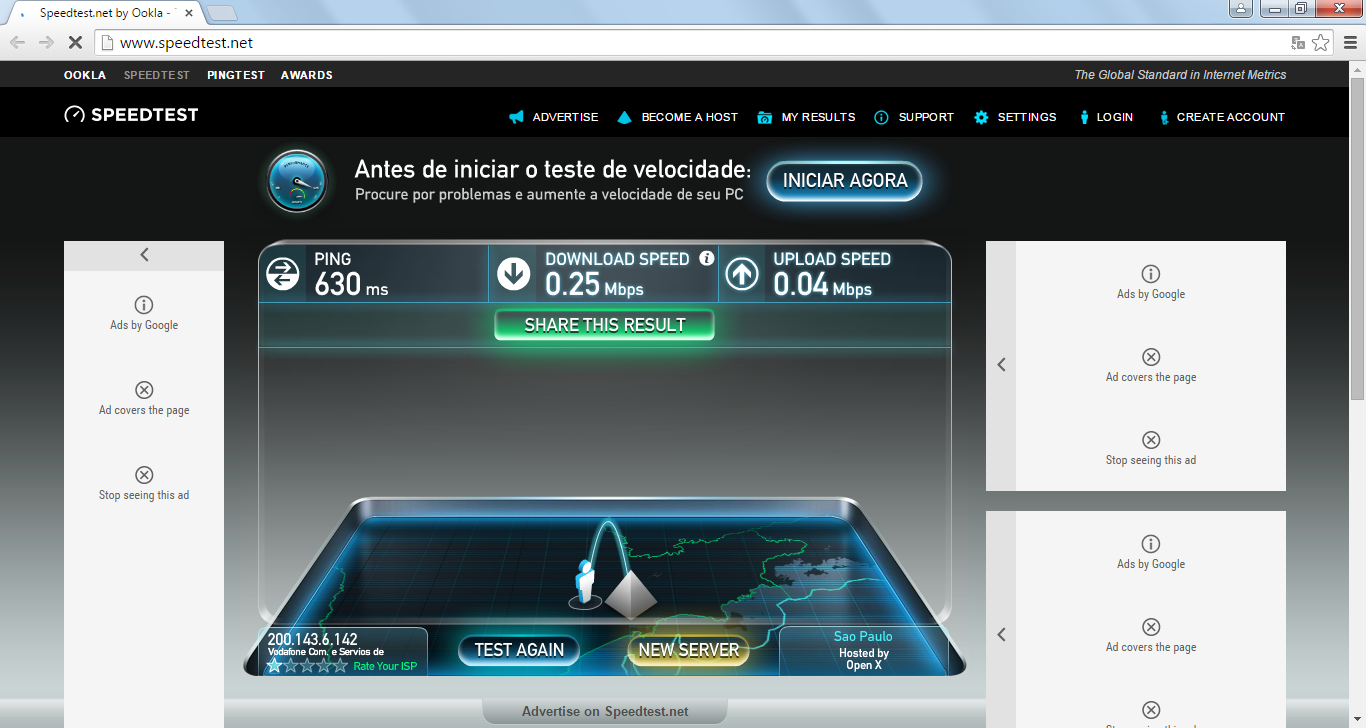 Speedtest.net by Ookla -
www.speedtest.net
OOKLA SPEEDTEST PINGTEST AWARDS
The Global Standard in Internet Metrics
SPEEDTEST
ADVERTISE BECOME A HOST MY RESULTS SUPPORT SETTINGS LOGIN CREATE ACCOUNT
Antes de iniciar o teste de velocidade:
Procure por problemas e aumente a velocidade de seu PC
INICIAR AGORA
Ads by Google
Ad covers the page
Stop seeing this ad
PING
630 ms
DOWNLOAD SPEED
0.25 Mbps
UPLOAD SPEED
0.04 Mbps
SHARE THIS RESULT
200.143.6.142
Vodafone Com. e Servios de
Rate Your ISP
TEST AGAIN
NEW SERVER
Sao Paulo
Hosted by
Open X
Advertise on Speedtest.net
Ads by Google
Ad covers the page
Stop seeing this ad
Ads by Google
Ad covers the page